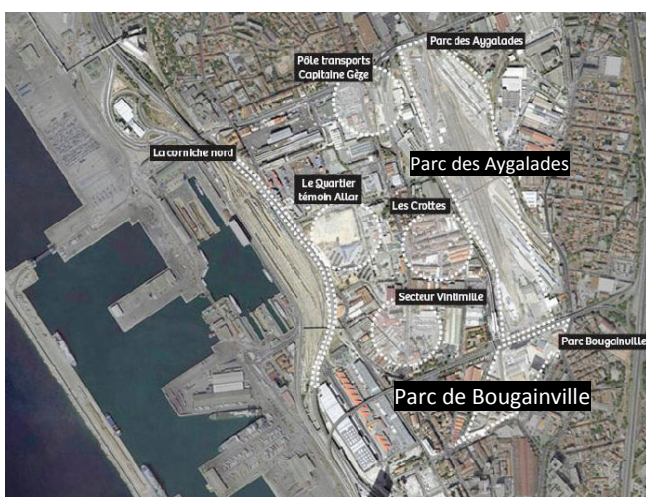 Parc des Aygalades
Pôle transports
Capitaine Gèze
La corniche nord
Parc des Aygalades
Le Quartier
témoin Allar
Les Crottes
Secteur Vintimille
Parc Bougainville
Parc de Bougainville